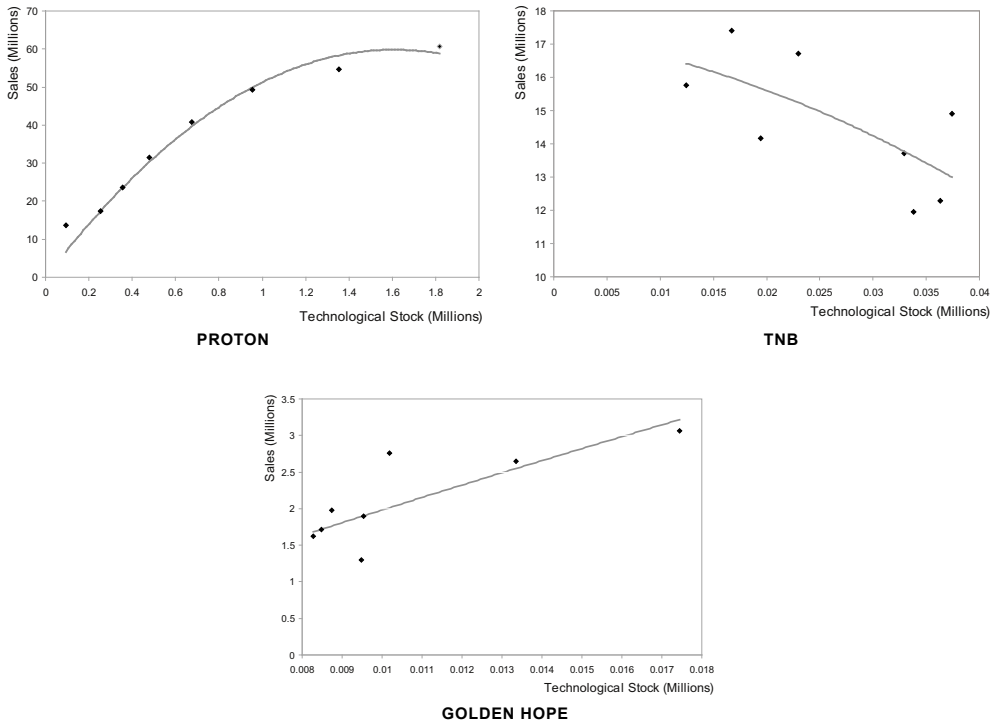 Sales (Millions)
70
60
50
40
30
20
10
0
0 0.2 0.4 0.6 0.8 1 1.2 1.4 1.6 1.8 2
Technological Stock (Millions)
PROTON
Sales (Millions)
18
17
16
15
14
13
12
11
10
0 0.005 0.01 0.015 0.02 0.025 0.03 0.035 0.04
Technological Stock (Millions)
TNB
Sales (Millions)
3.5
3
2.5
2
1.5
1
0.5
0
0.008 0.009 0.01 0.011 0.012 0.013 0.014 0.015 0.016 0.017 0.018
Technological Stock (Millions)
GOLDEN HOPE